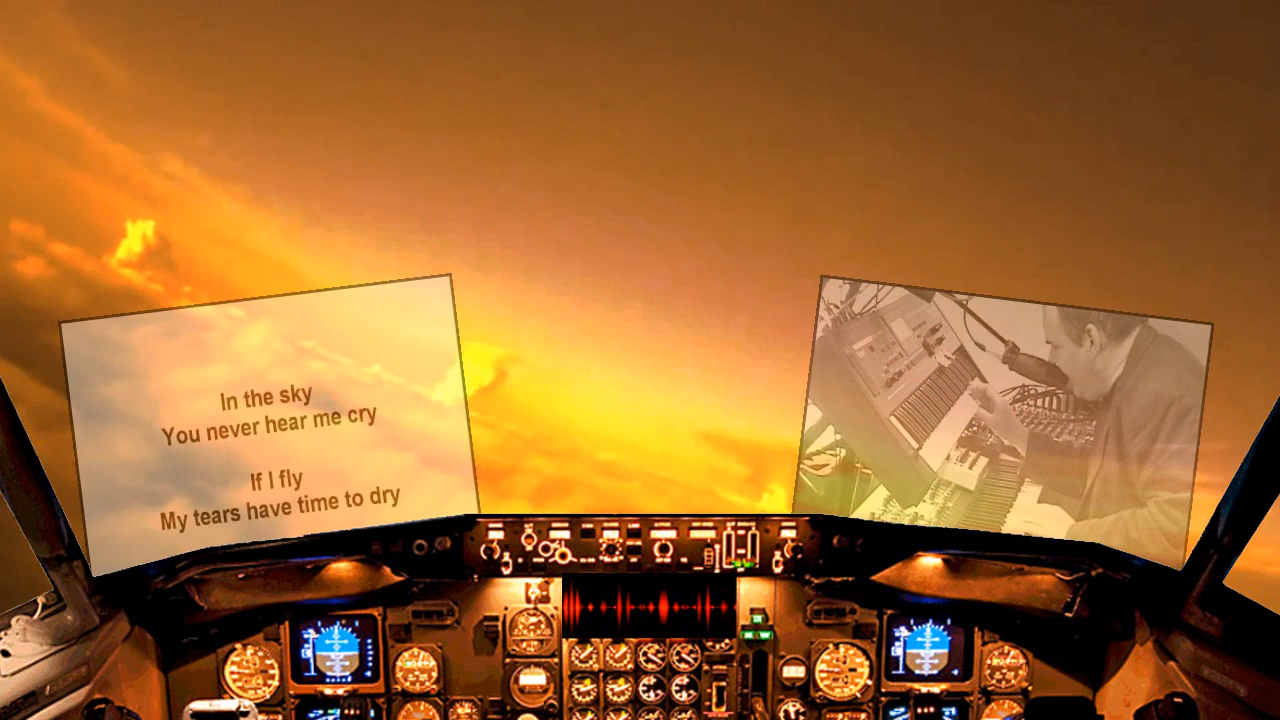 In the sky
You never hear me cry
If I fly
My tears have time to dry